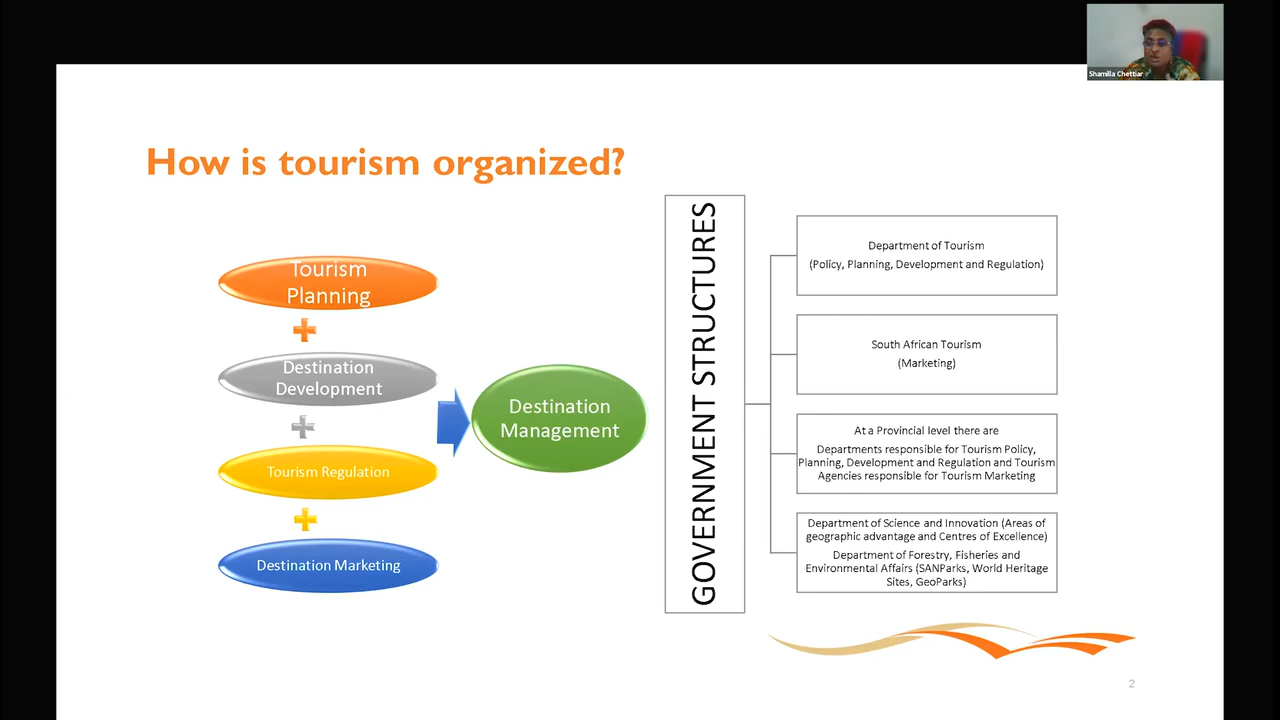 Shamilla Chettiar
How is tourism organized?
Tourism
Planning
Destination
Development
Tourism Regulation
Destination Marketing
Destination
Management
GOVERNMENT STRUCTURES
Department of Tourism
(Policy, Planning, Development and Regulation)
South African Tourism
(Marketing)
At a Provincial level there are
Departments responsible for Tourism Policy,
Planning, Development and Regulation and Tourism
Agencies responsible for Tourism Marketing
Department of Science and Innovation (Areas of
geographic advantage and Centres of Excellence)
Department of Forestry, Fisheries and
Environmental Affairs (SANParks, World Heritage
Sites, GeoParks)
2